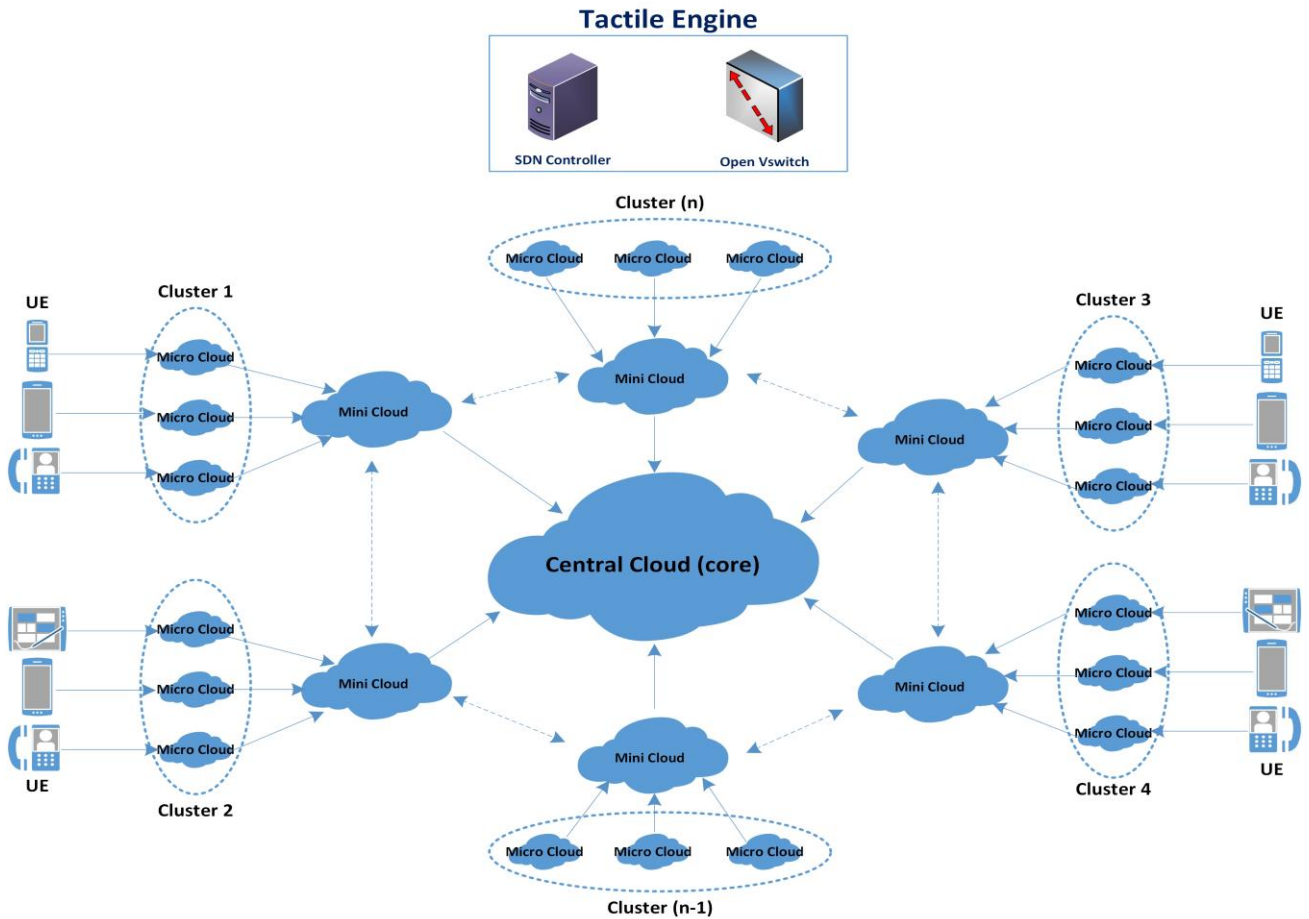 Tactile Engine
SDN Controller
Open Vswitch
Cluster (n)
Micro Cloud
Micro Cloud
Micro Cloud
Cluster 1
Cluster 3
UE
UE
Micro Cloud
Micro Cloud
Mini Cloud
Mini Cloud
Micro Cloud
Mini Cloud
Micro Cloud
Mini Cloud
Micro Cloud
Micro Cloud
Central Cloud (core)
Micro Cloud
Micro Cloud
Micro Cloud
Mini Cloud
Micro Cloud
Mini Cloud
Micro Cloud
Micro Cloud
Mini Cloud
Micro Cloud
UE
UE
Cluster 2
Cluster 4
Micro Cloud
Micro Cloud
Micro Cloud
Cluster (n-1)